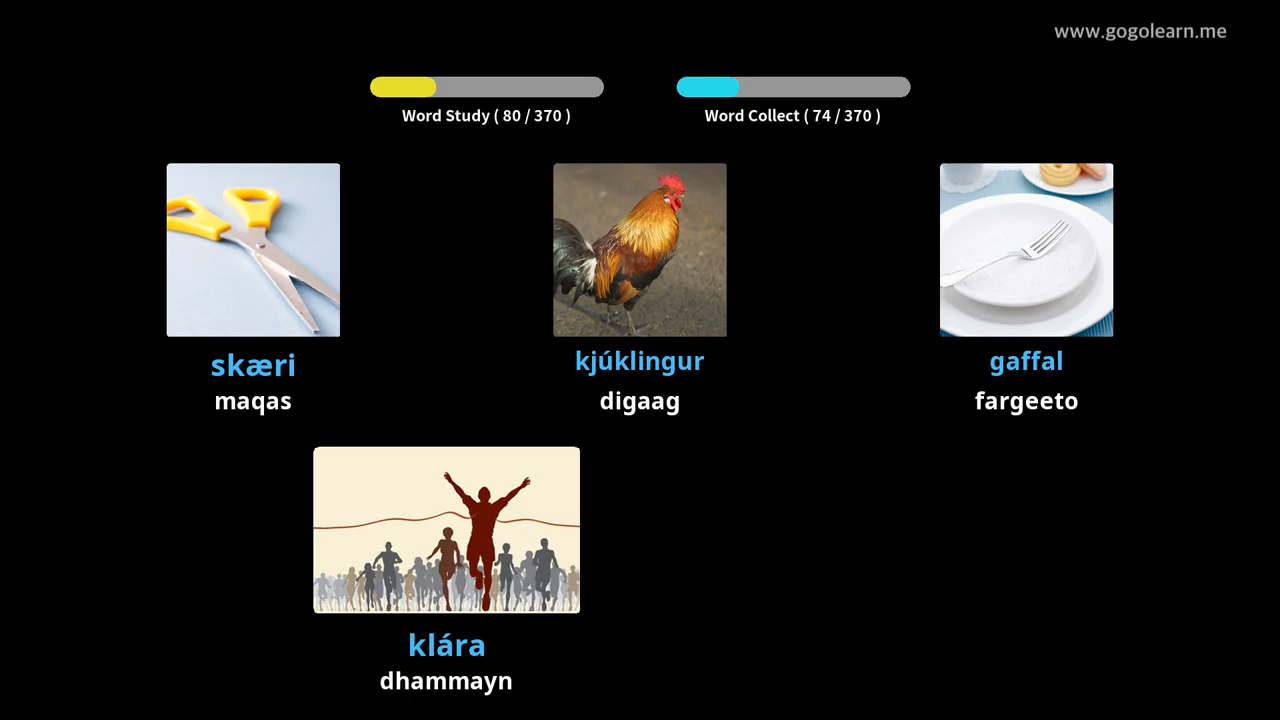 www.gogolearn.me
Word Study ( 80 / 370 )
Word Collect ( 74 / 370 )
skæri
kjúklingur
gaffal
maqas
digaag
fargeeto
klára
dhammayn